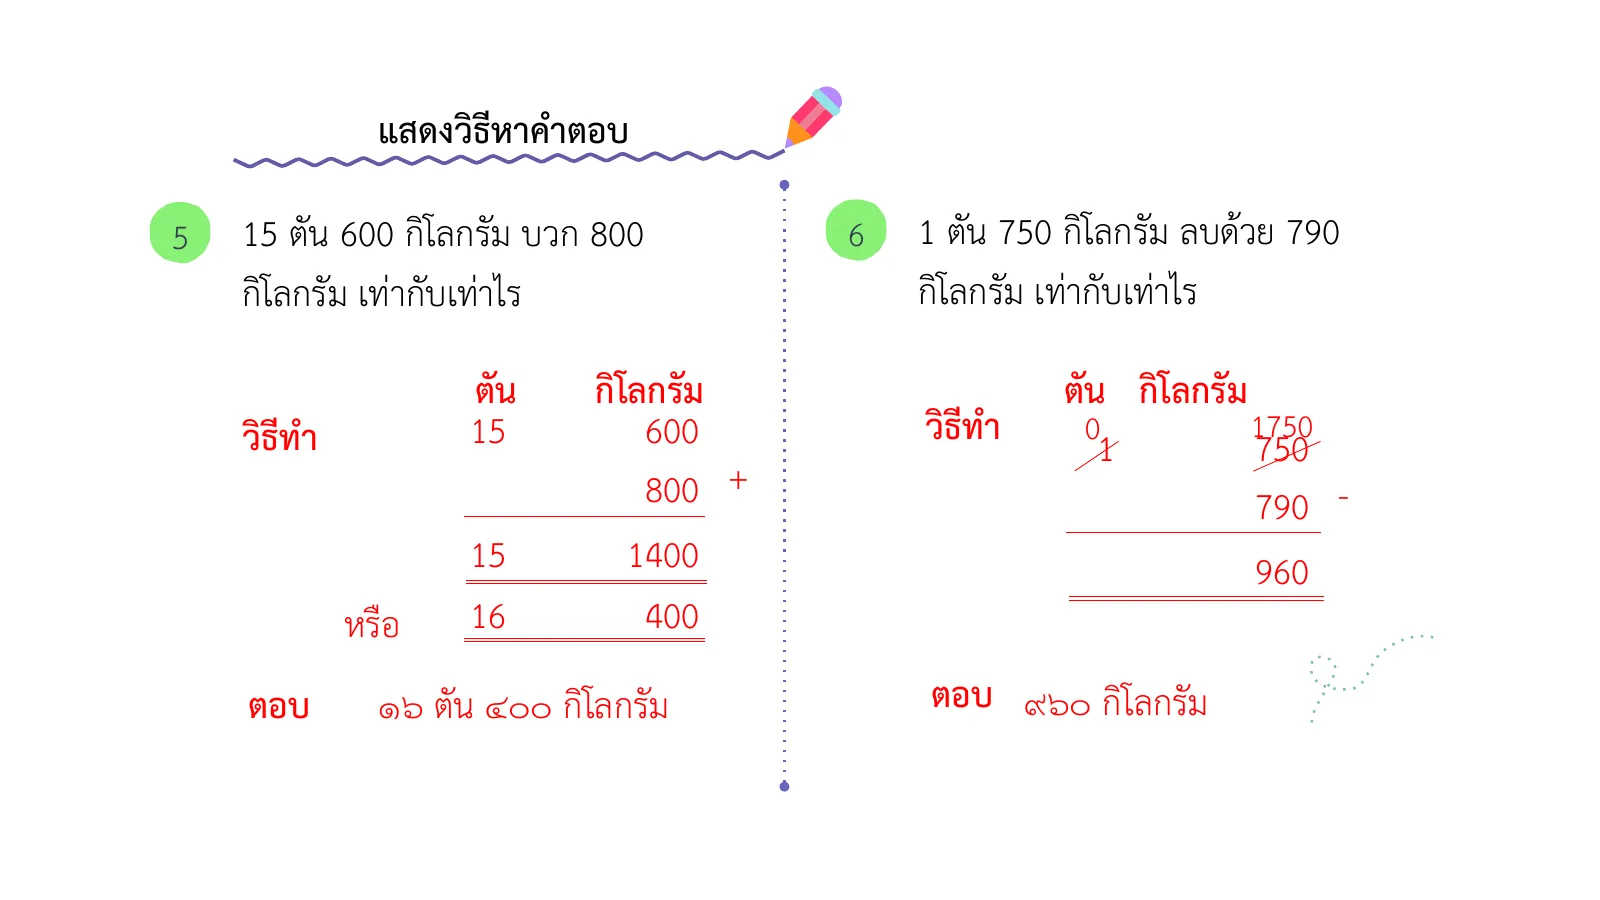 แสดงวิธีหาคำตอบ
5 15 ตัน 600 กิโลกรัม บวก 800
กิโลกรัม เท่ากับเท่าไร
ตัน กิโลกรัม
วิธีทำ 15 600
800 +
15 1400
หรือ 16 400
ตอบ ๑๖ ตัน ๔๐๐ กิโลกรัม
6 1 ตัน 750 กิโลกรัม ลบด้วย 790
กิโลกรัม เท่ากับเท่าไร
ตัน กิโลกรัม
วิธีทำ 0 1750
1 750
790 -
960
ตอบ ๙๖๐ กิโลกรัม